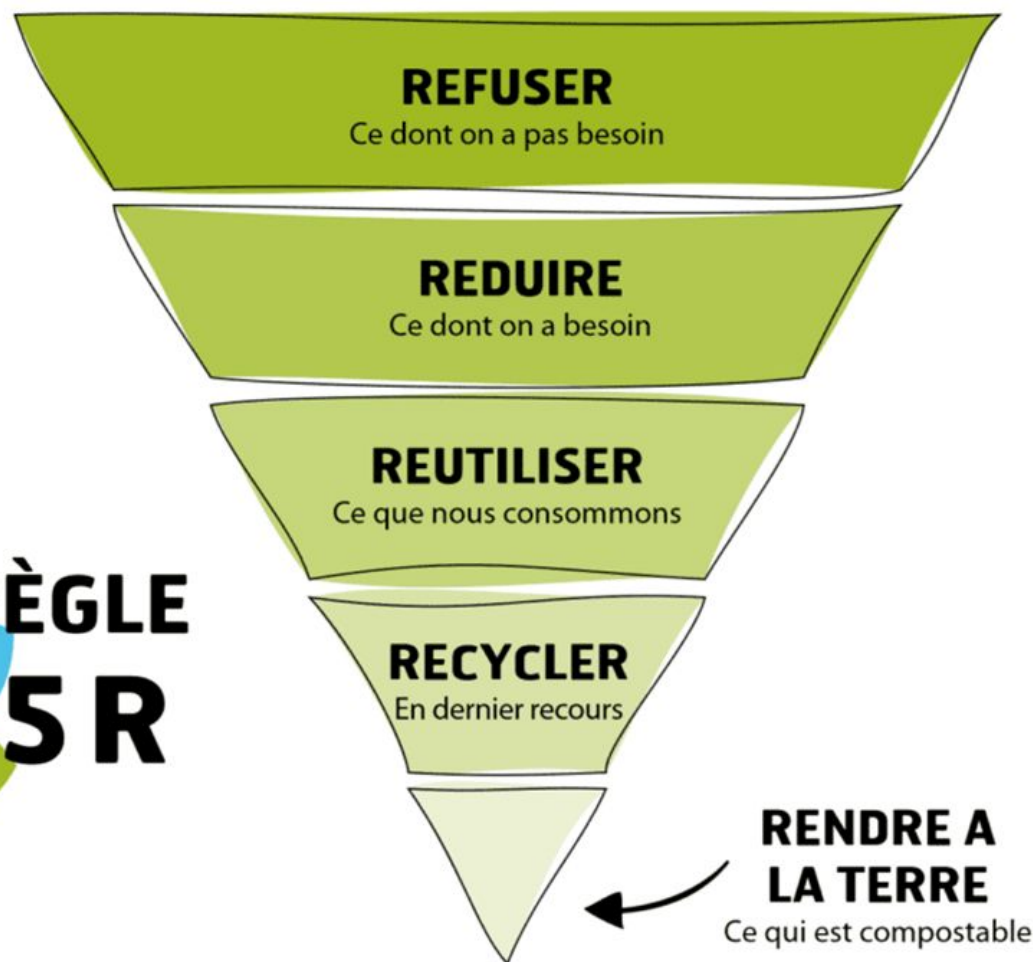 REFUSER
Ce dont on a pas besoin
REDUIRE
Ce dont on a besoin
REUTILISER
Ce que nous consommons
ÈGLE
5 R
RECYCLER
En dernier recours
RENDRE A
LA TERRE
Ce qui est compostable